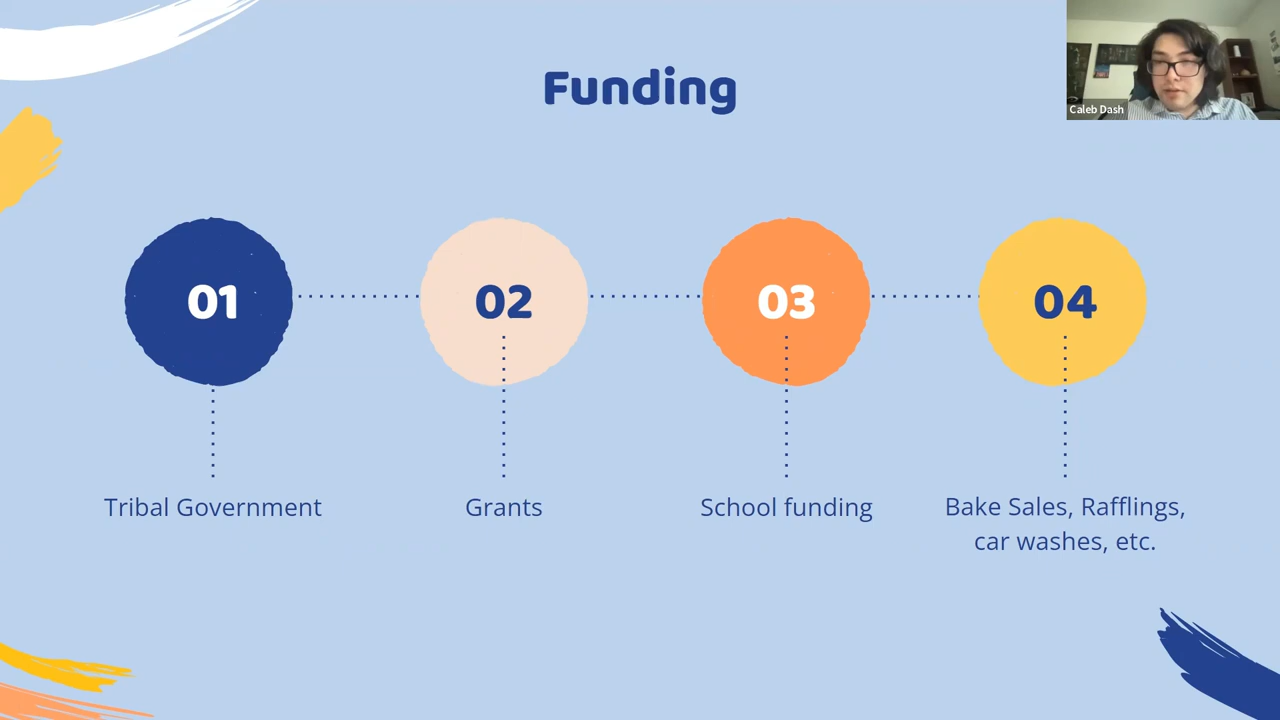 Funding
Caleb Dash
01
02
03
04
Tribal Government
Grants
School funding
Bake Sales, Rafflings,
car washes, etc.